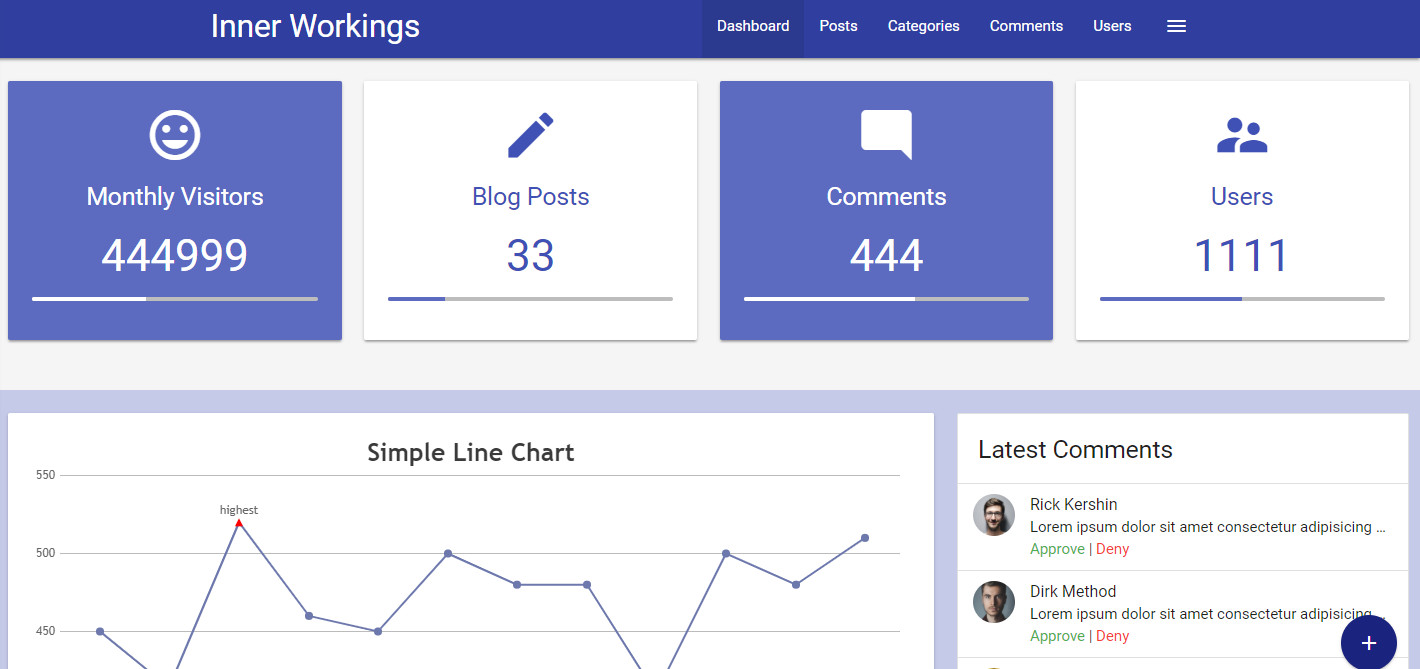 Inner Workings
Dashboard
Posts
Categories
Comments
Users
Monthly Visitors
444999
Blog Posts
33
Comments
444
Users
1111
Simple Line Chart
550
highest
500
450
Latest Comments
Rick Kershin
Lorem ipsum dolor sit amet consectetur adipisicing ...
Approve | Deny
Dirk Method
Lorem ipsum dolor sit amet consectetur adipisicing ...
Approve | Deny
+